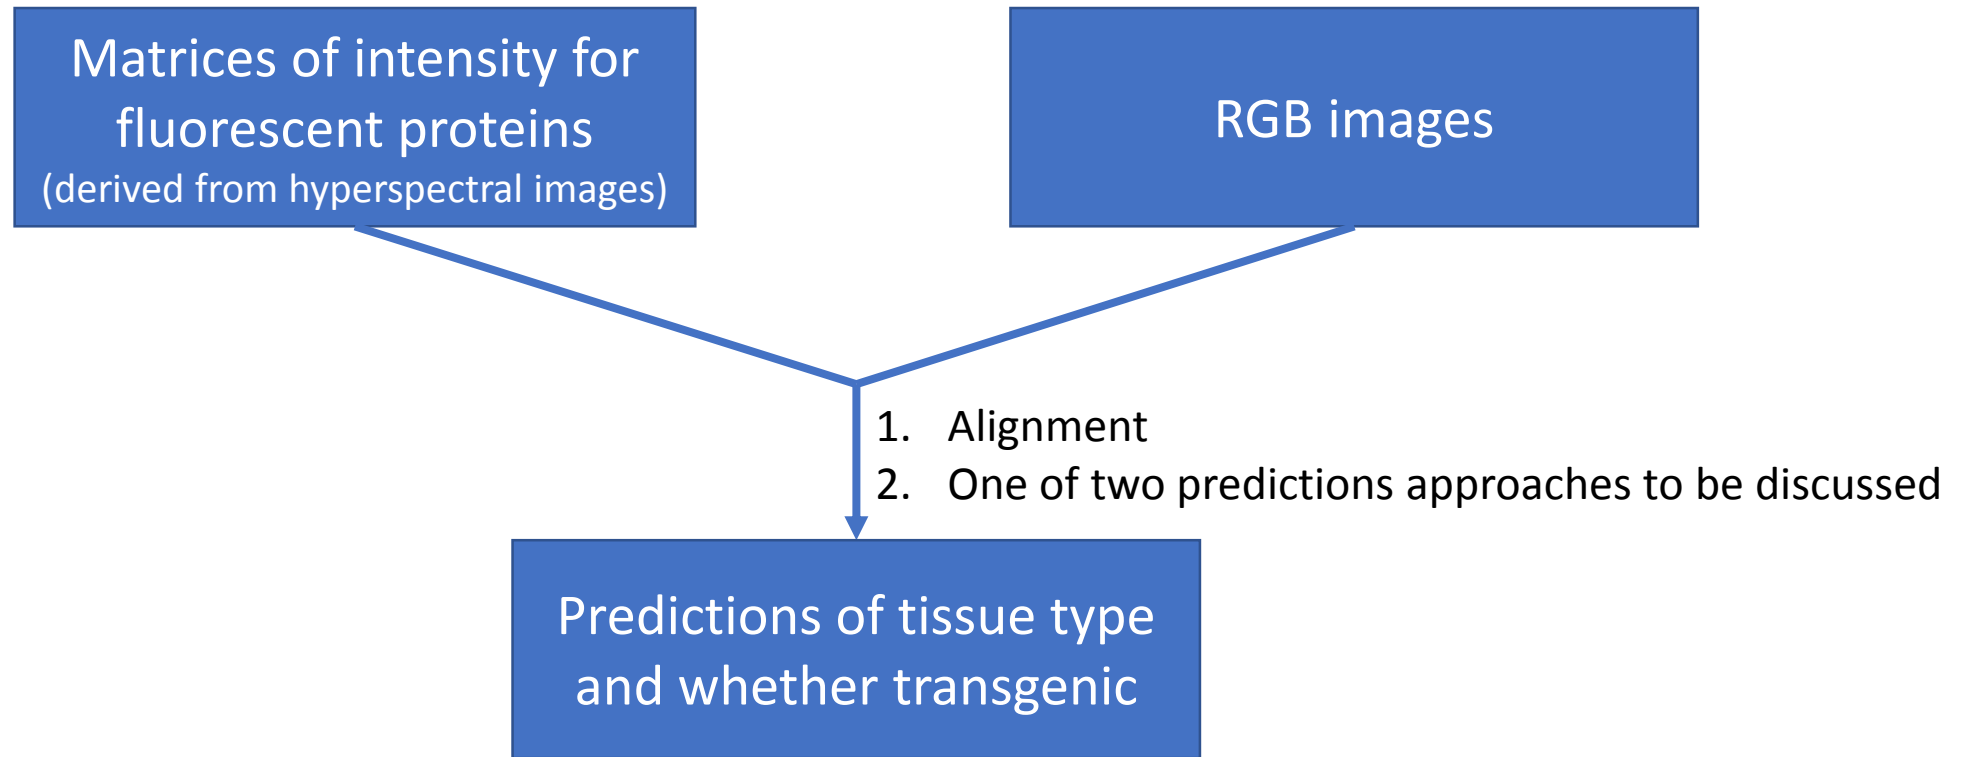 Matrices of intensity for
fluorescent proteins
(derived from hyperspectral images)
RGB images
1. Alignment
2. One of two predictions approaches to be discussed
Predictions of tissue type
and whether transgenic